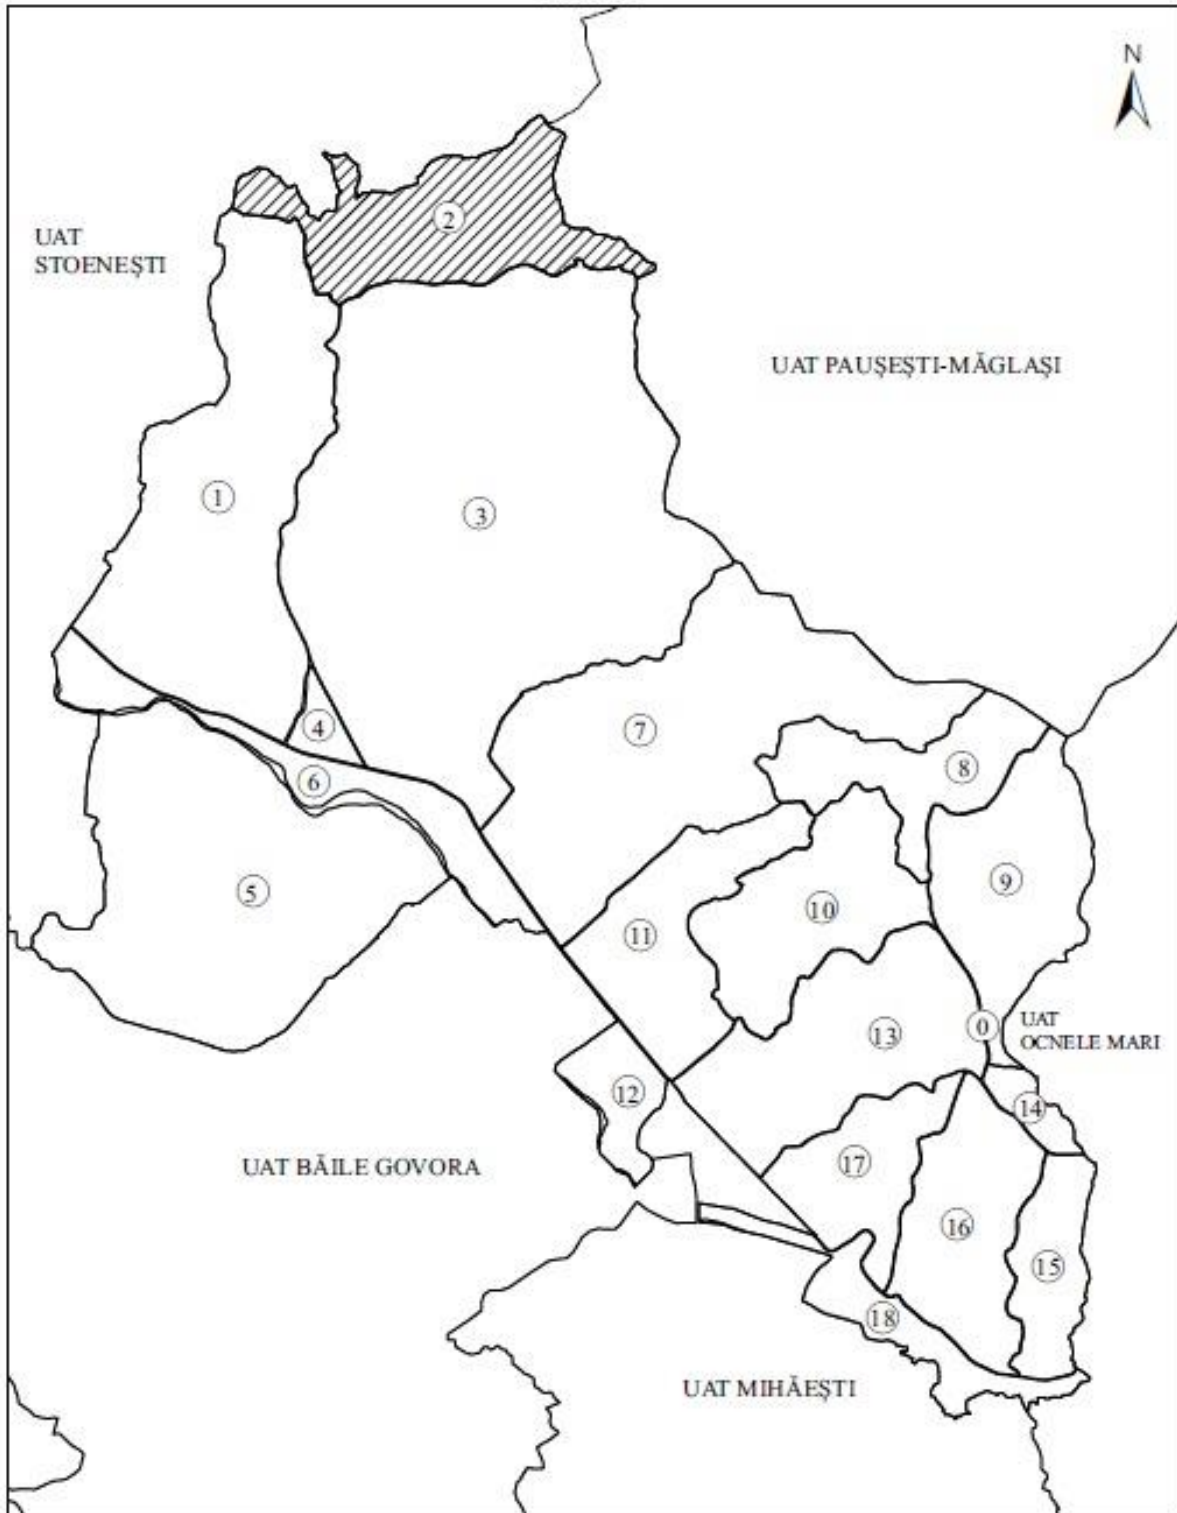 N
2
UAT
STOENEȘTI
UAT PAUȘEȘTI-MĂGLAȘI
1
3
4
7
8
6
5
9
10
11
13
0
UAT
OCNELE MARI
12
14
UAT BĂILE GOVORA
17
16
15
18
UAT MIHĂEȘTI